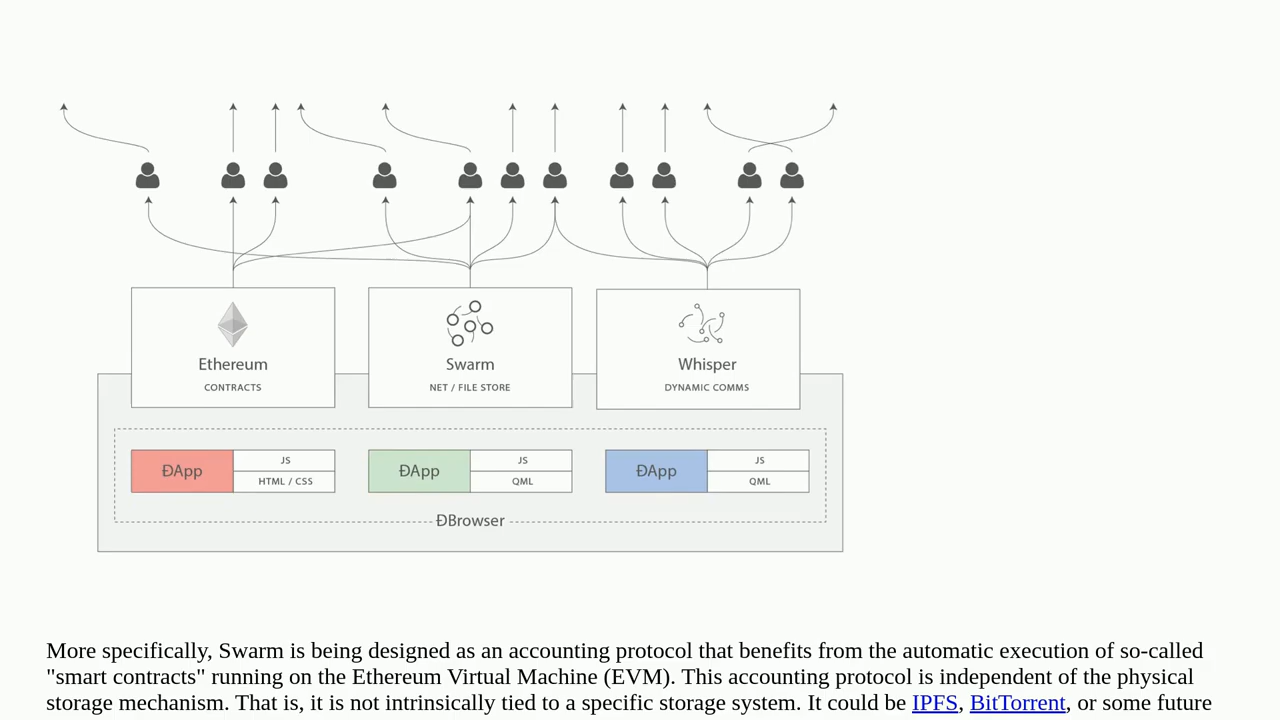 Ethereum
CONTRACTS
Swarm
NET / FILE STORE
Whisper
DYNAMIC COMMS
ĐApp
JS
HTML / CSS
ĐApp
JS
QML
ĐApp
JS
QML
ĐBrowser
More specifically, Swarm is being designed as an accounting protocol that benefits from the automatic execution of so-called
"smart contracts" running on the Ethereum Virtual Machine (EVM). This accounting protocol is independent of the physical
storage mechanism. That is, it is not intrinsically tied to a specific storage system. It could be IPFS, BitTorrent, or some future